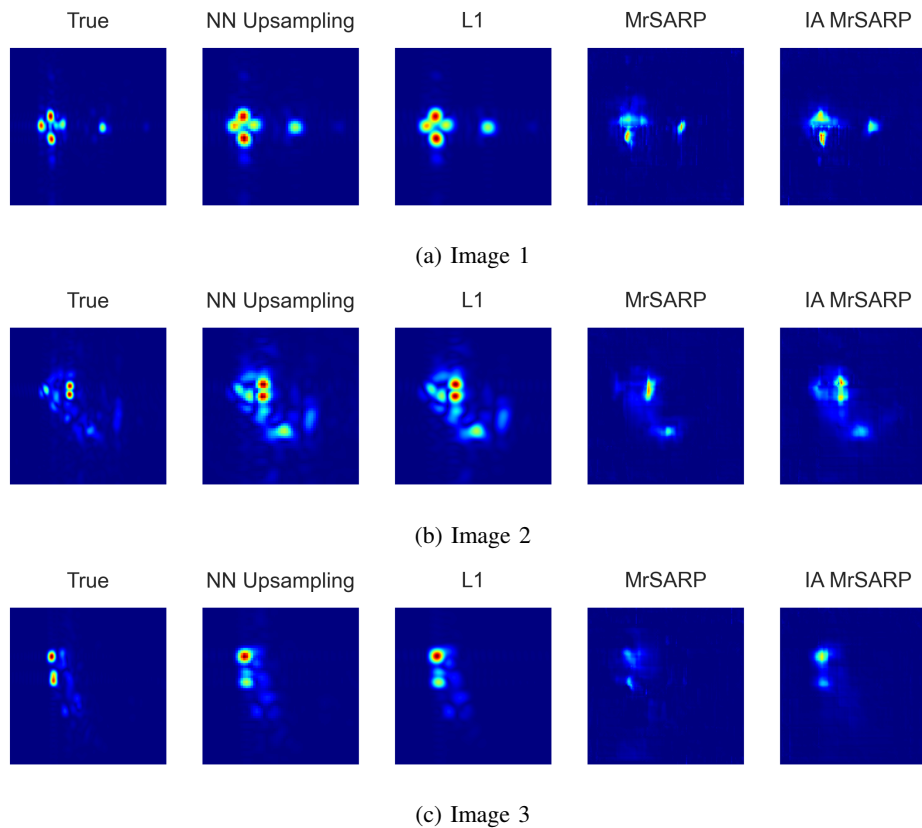 True NN Upsampling L1 MrSARP IA MrSARP
(a) Image 1
True NN Upsampling L1 MrSARP IA MrSARP
(b) Image 2
True NN Upsampling L1 MrSARP IA MrSARP
(c) Image 3